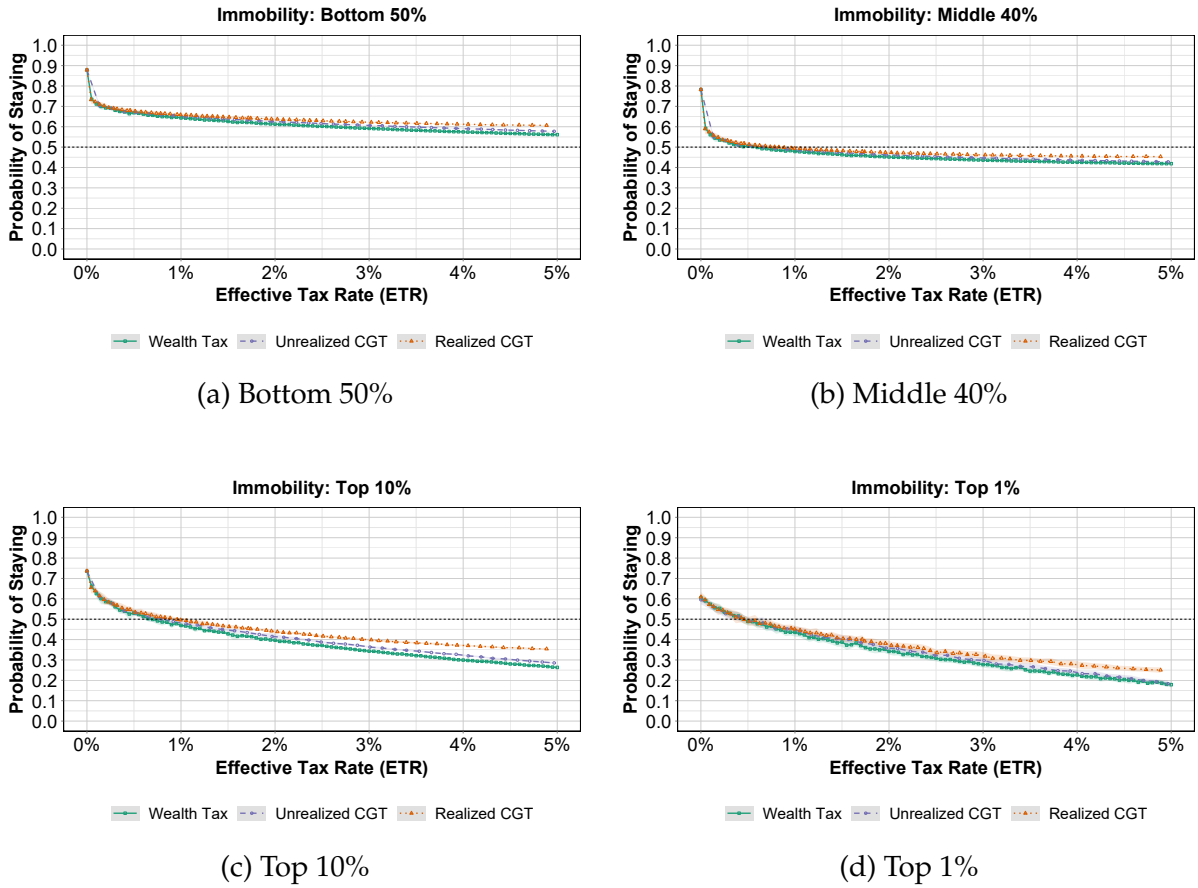 Immobility: Bottom 50%
Probability of Staying
1.0
0.9
0.8
0.7
0.6
0.5
0.4
0.3
0.2
0.1
0.0
0% 1% 2% 3% 4% 5%
Effective Tax Rate (ETR)
Wealth Tax Unrealized CGT Realized CGT
(a) Bottom 50%
Immobility: Middle 40%
Probability of Staying
1.0
0.9
0.8
0.7
0.6
0.5
0.4
0.3
0.2
0.1
0.0
0% 1% 2% 3% 4% 5%
Effective Tax Rate (ETR)
Wealth Tax Unrealized CGT Realized CGT
(b) Middle 40%
Immobility: Top 10%
Probability of Staying
1.0
0.9
0.8
0.7
0.6
0.5
0.4
0.3
0.2
0.1
0.0
0% 1% 2% 3% 4% 5%
Effective Tax Rate (ETR)
Wealth Tax Unrealized CGT Realized CGT
(c) Top 10%
Immobility: Top 1%
Probability of Staying
1.0
0.9
0.8
0.7
0.6
0.5
0.4
0.3
0.2
0.1
0.0
0% 1% 2% 3% 4% 5%
Effective Tax Rate (ETR)
Wealth Tax Unrealized CGT Realized CGT
(d) Top 1%